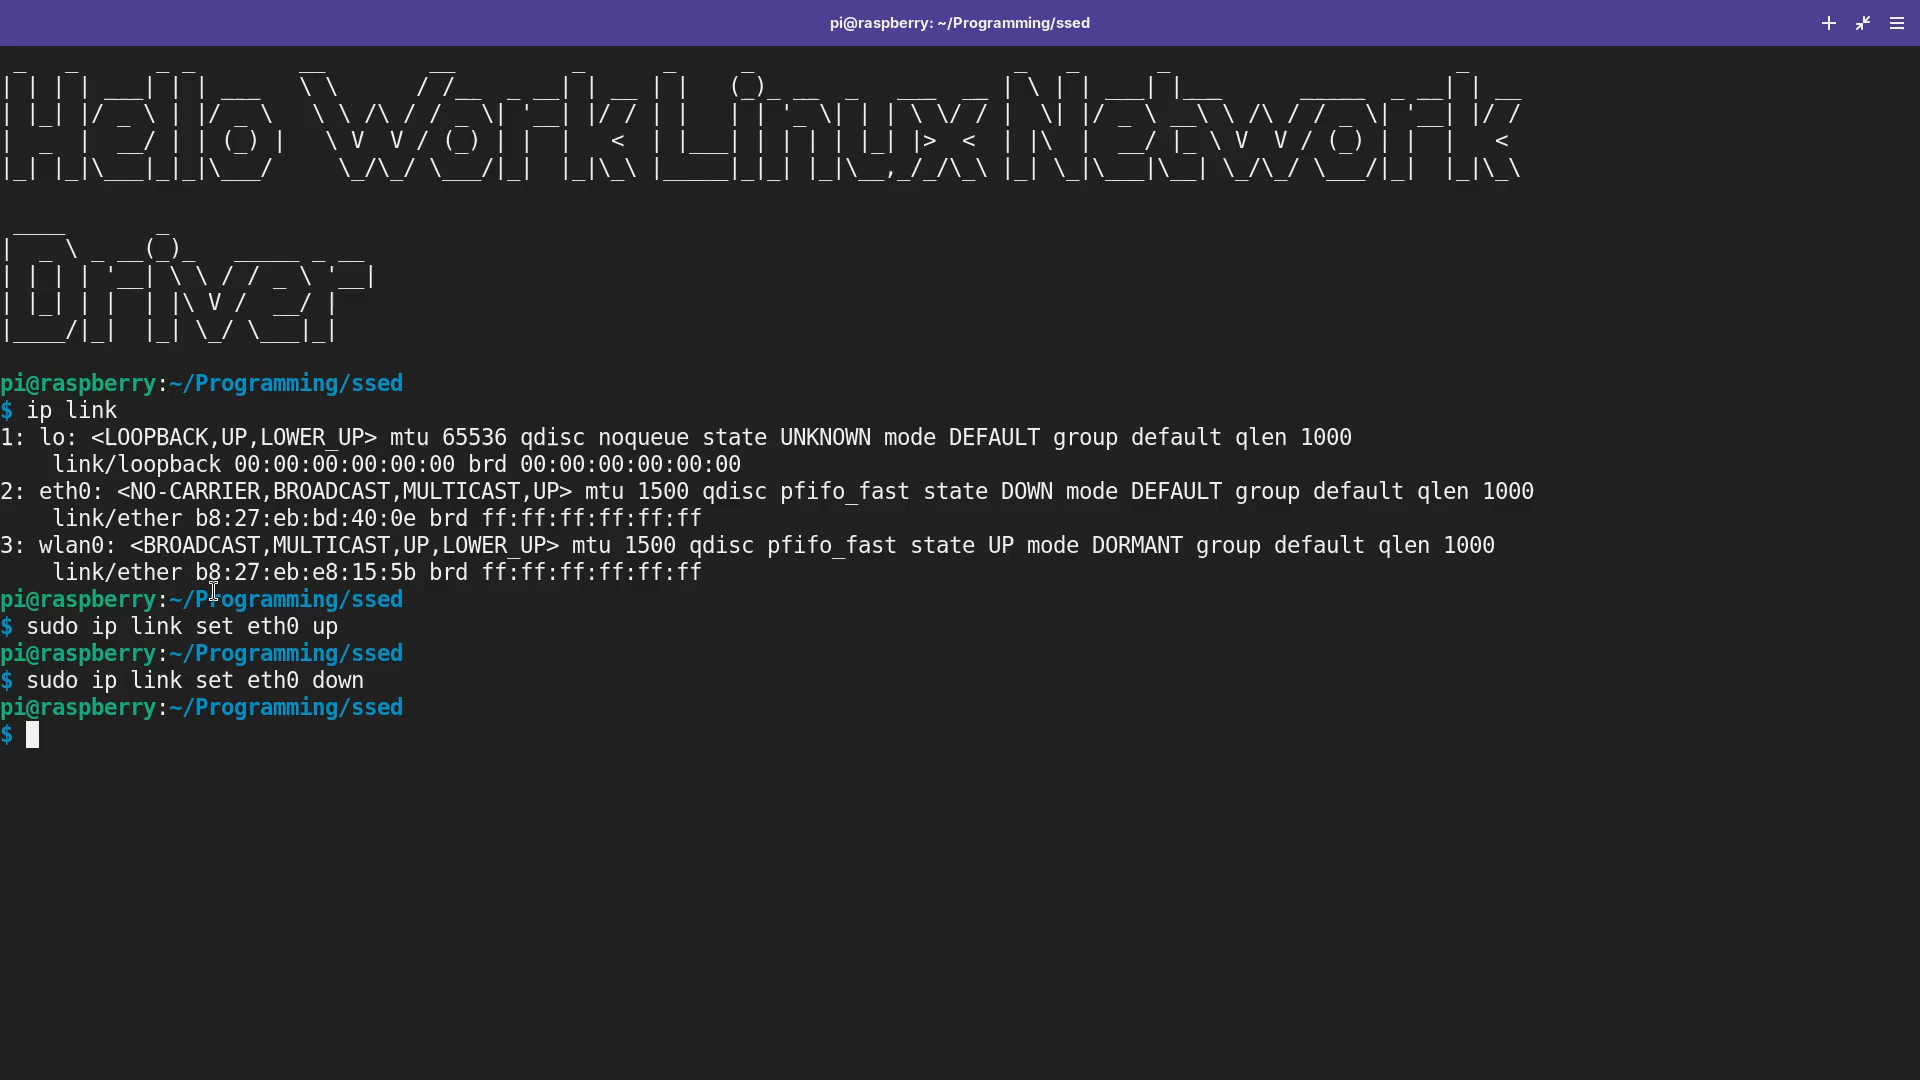 pi@raspberry: ~/Programming/ssed
Hello Work Linux Network
Driver
pi@raspberry:~/Programming/ssed
$ ip link
1: lo: <LOOPBACK,UP,LOWER_UP> mtu 65536 qdisc noqueue state UNKNOWN mode DEFAULT group default qlen 1000
    link/loopback 00:00:00:00:00:00 brd 00:00:00:00:00:00
2: eth0: <NO-CARRIER,BROADCAST,MULTICAST,UP> mtu 1500 qdisc pfifo_fast state DOWN mode DEFAULT group default qlen 1000
    link/ether b8:27:eb:bd:40:0e brd ff:ff:ff:ff:ff:ff
3: wlan0: <BROADCAST,MULTICAST,UP,LOWER_UP> mtu 1500 qdisc pfifo_fast state UP mode DORMANT group default qlen 1000
    link/ether b8:27:eb:e8:15:5b brd ff:ff:ff:ff:ff:ff
pi@raspberry:~/Programming/ssed
$ sudo ip link set eth0 up
pi@raspberry:~/Programming/ssed
$ sudo ip link set eth0 down
pi@raspberry:~/Programming/ssed
$